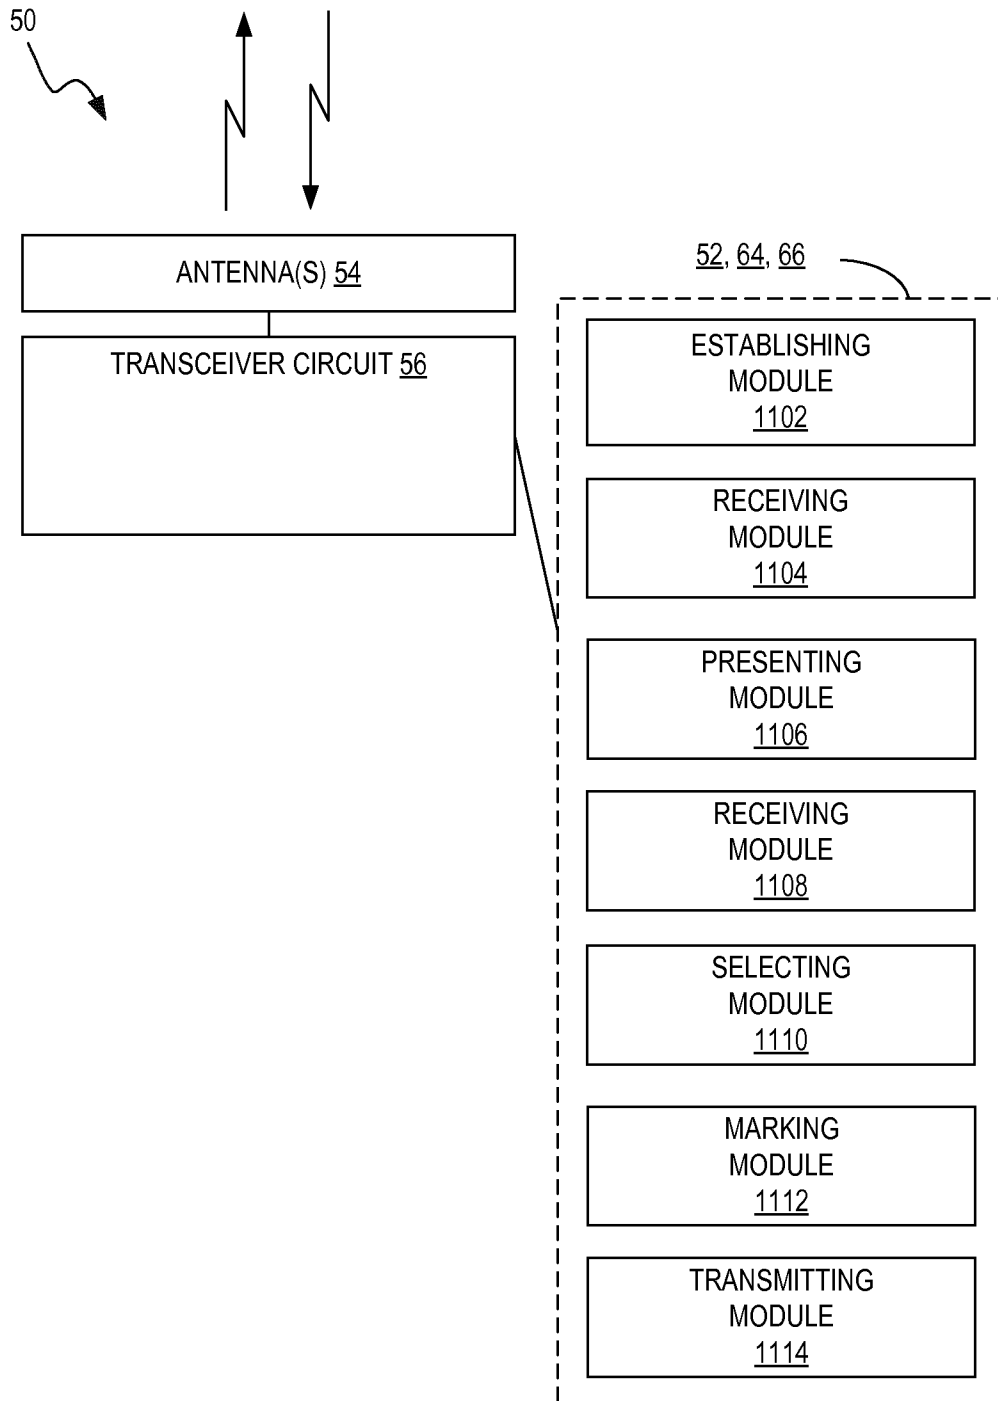 50
ANTENNA(S) 54
TRANSCEIVER CIRCUIT 56
52, 64, 66
ESTABLISHING
MODULE
1102
RECEIVING
MODULE
1104
PRESENTING
MODULE
1106
RECEIVING
MODULE
1108
SELECTING
MODULE
1110
MARKING
MODULE
1112
TRANSMITTING
MODULE
1114